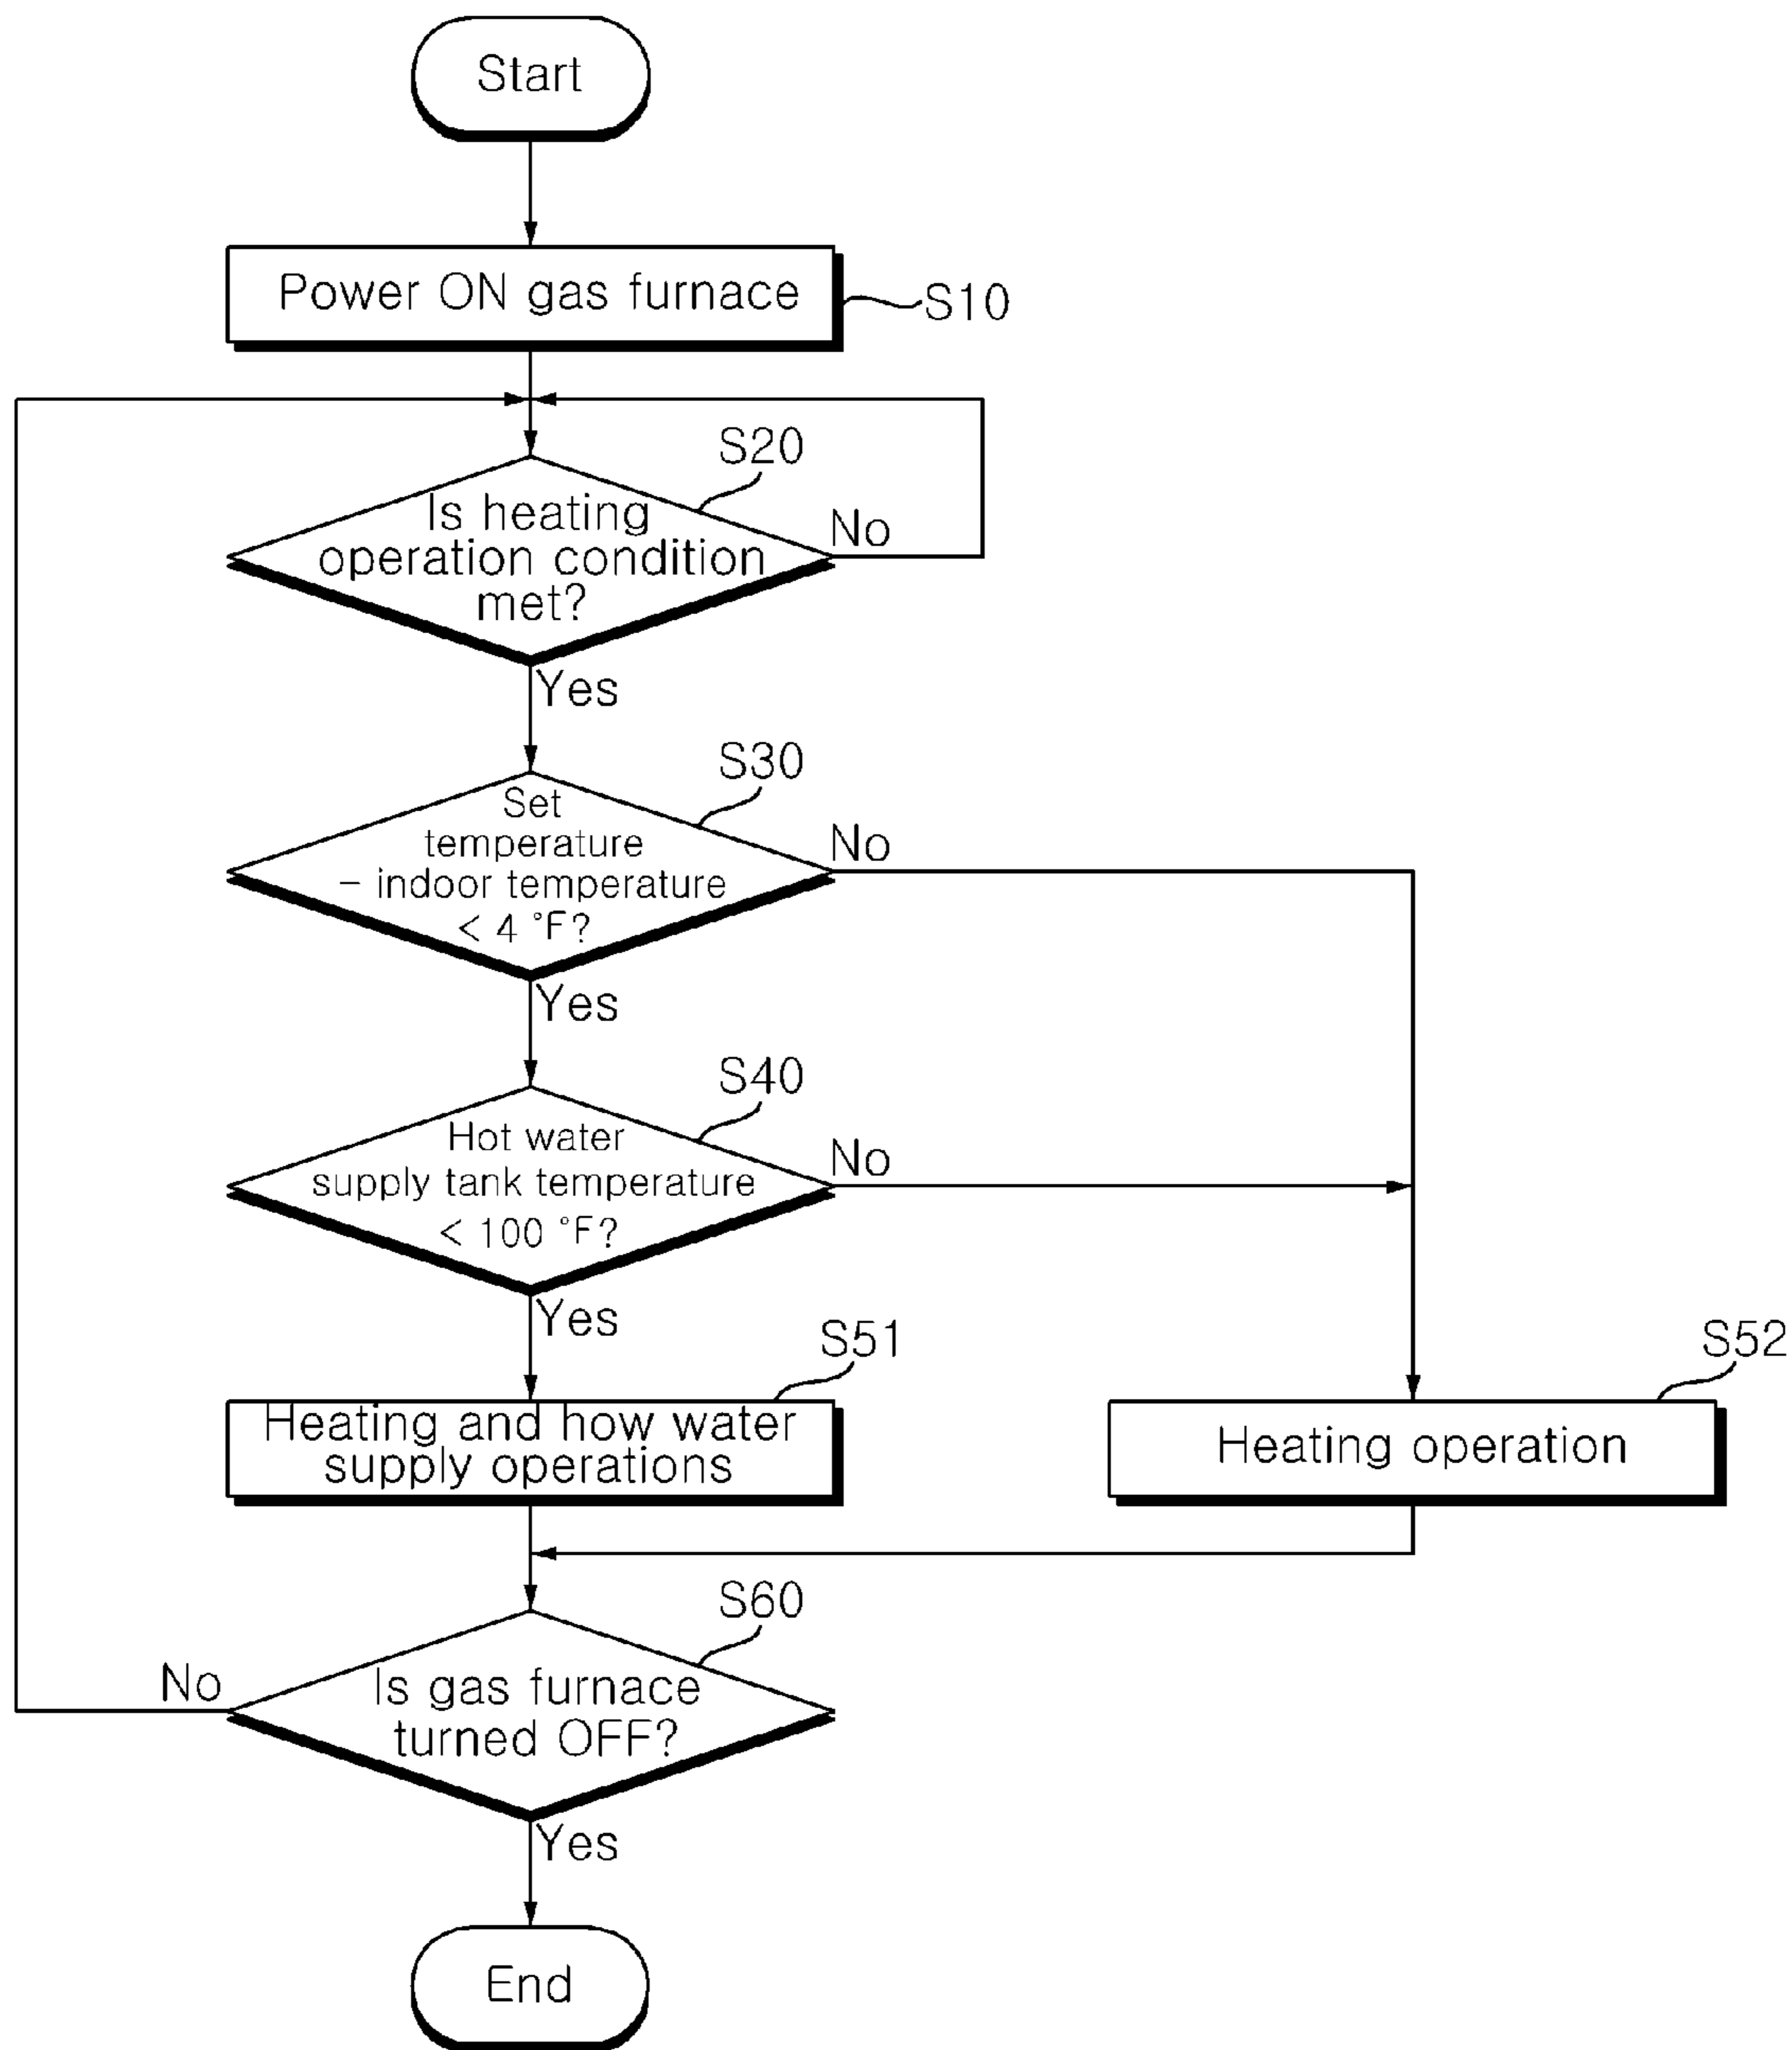 Start
Power ON gas furnace
S10
S20
Is heating
operation condition
met?
No
Yes
S30
Set
temperature
– indoor temperature
< 4 °F?
No
Yes
S40
Hot water
supply tank temperature
< 100 °F?
No
Yes
S51
Heating and how water
supply operations
S52
Heating operation
S60
Is gas furnace
turned OFF?
No
Yes
End